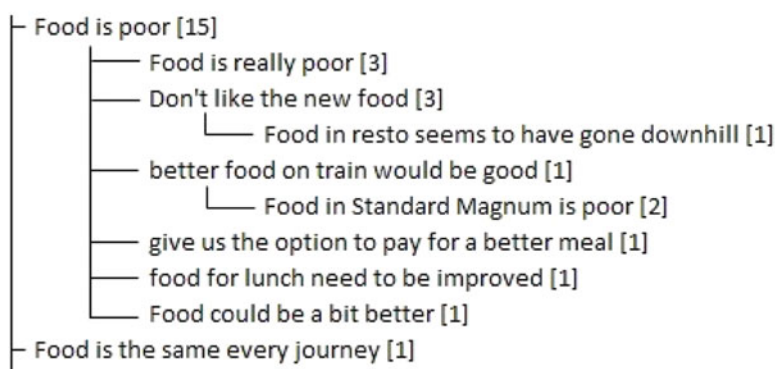 Food is poor [15]
Food is really poor [3]
Don't like the new food [3]
Food in resto seems to have gone downhill [1]
better food on train would be good [1]
Food in Standard Magnum is poor [2]
give us the option to pay for a better meal [1]
food for lunch need to be improved [1]
Food could be a bit better [1]
Food is the same every journey [1]